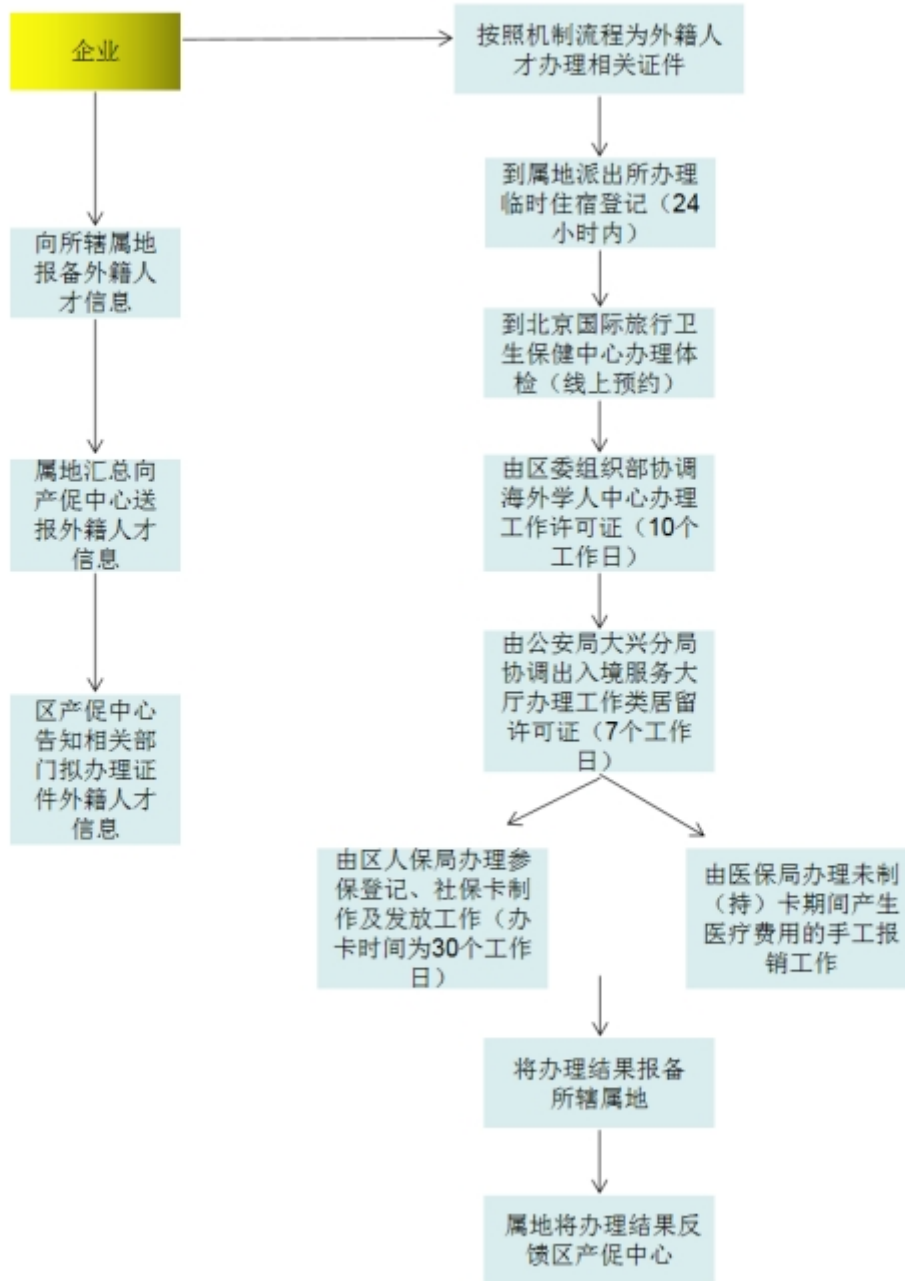 企业
按照机制流程为外籍人
才办理相关证件
到属地派出所办理
临时住宿登记（24
小时内）
向所辖属地
报备外籍人
才信息
到北京国际旅行卫
生保健中心办理体
检（线上预约）
属地汇总向
产促中心送
报外籍人才
信息
由区委组织部协调
海外学人中心办理
工作许可证（10个
工作日）
由公安局大兴分局
协调出入境服务大
厅办理工作类居留
许可证（7个工作
日）
区产促中心
告知相关部
门拟办理证
件外籍人才
信息
由区人保局办理参
保登记、社保卡制
作及发放工作（办
卡时间为30个工作
日）
由医保局办理未制
（持）卡期间产生
医疗费用的手工报
销工作
将办理结果报备
所辖属地
属地将办理结果反
馈区产促中心